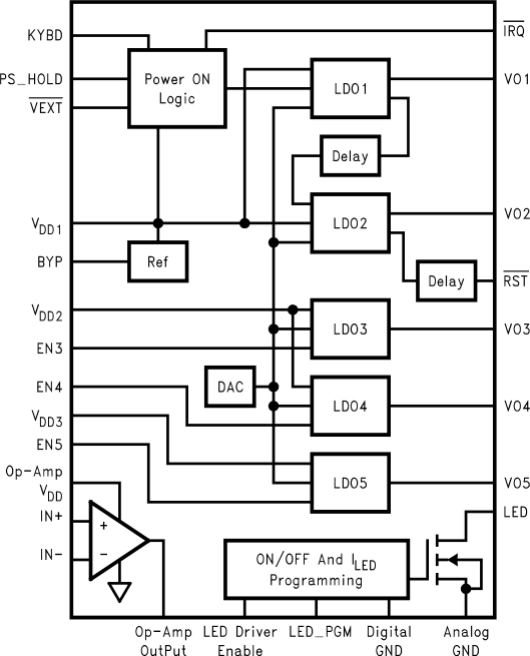 KYBD
IRQ
PS_HOLD
Power ON
Logic
LDO1
VO1
VEXT
Delay
LDO2
VO2
VDD1
BYP
Ref
Delay
RST
VDD2
LDO3
VO3
EN3
EN4
DAC
LDO4
VO4
VDD3
EN5
LDO5
VO5
Op-Amp
VDD
LED
IN+
+
IN-
-
ON/OFF And ILED
Programming
Op-Amp
OutPut
LED Driver
Enable
LED_PGM
Digital
GND
Analog
GND